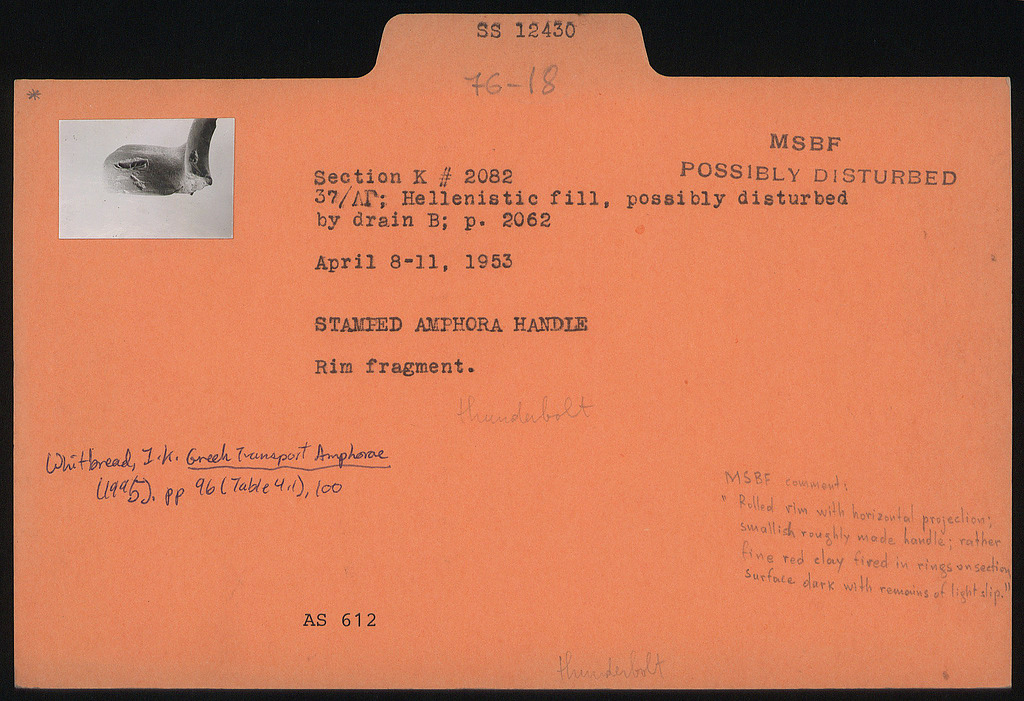 SS 12430
76-18
*
MSBF
POSSIBLY DISTURBED
Section K # 2082
37/ΛΓ; Hellenistic fill, possibly disturbed
by drain B; p. 2062
April 8-11, 1953
STAMPED AMPHORA HANDLE
Rim fragment.
thunderbolt
Whitbread, I.K. Greek Transport Amphorae
(1995). pp 96 (Table 4.1), 100
MSBF comment:
" Rolled rim with horizontal projection;
smallish roughly made handle; rather
fine red clay fired in rings on section
surface dark with remains of light slip."
AS 612
thunderbolt